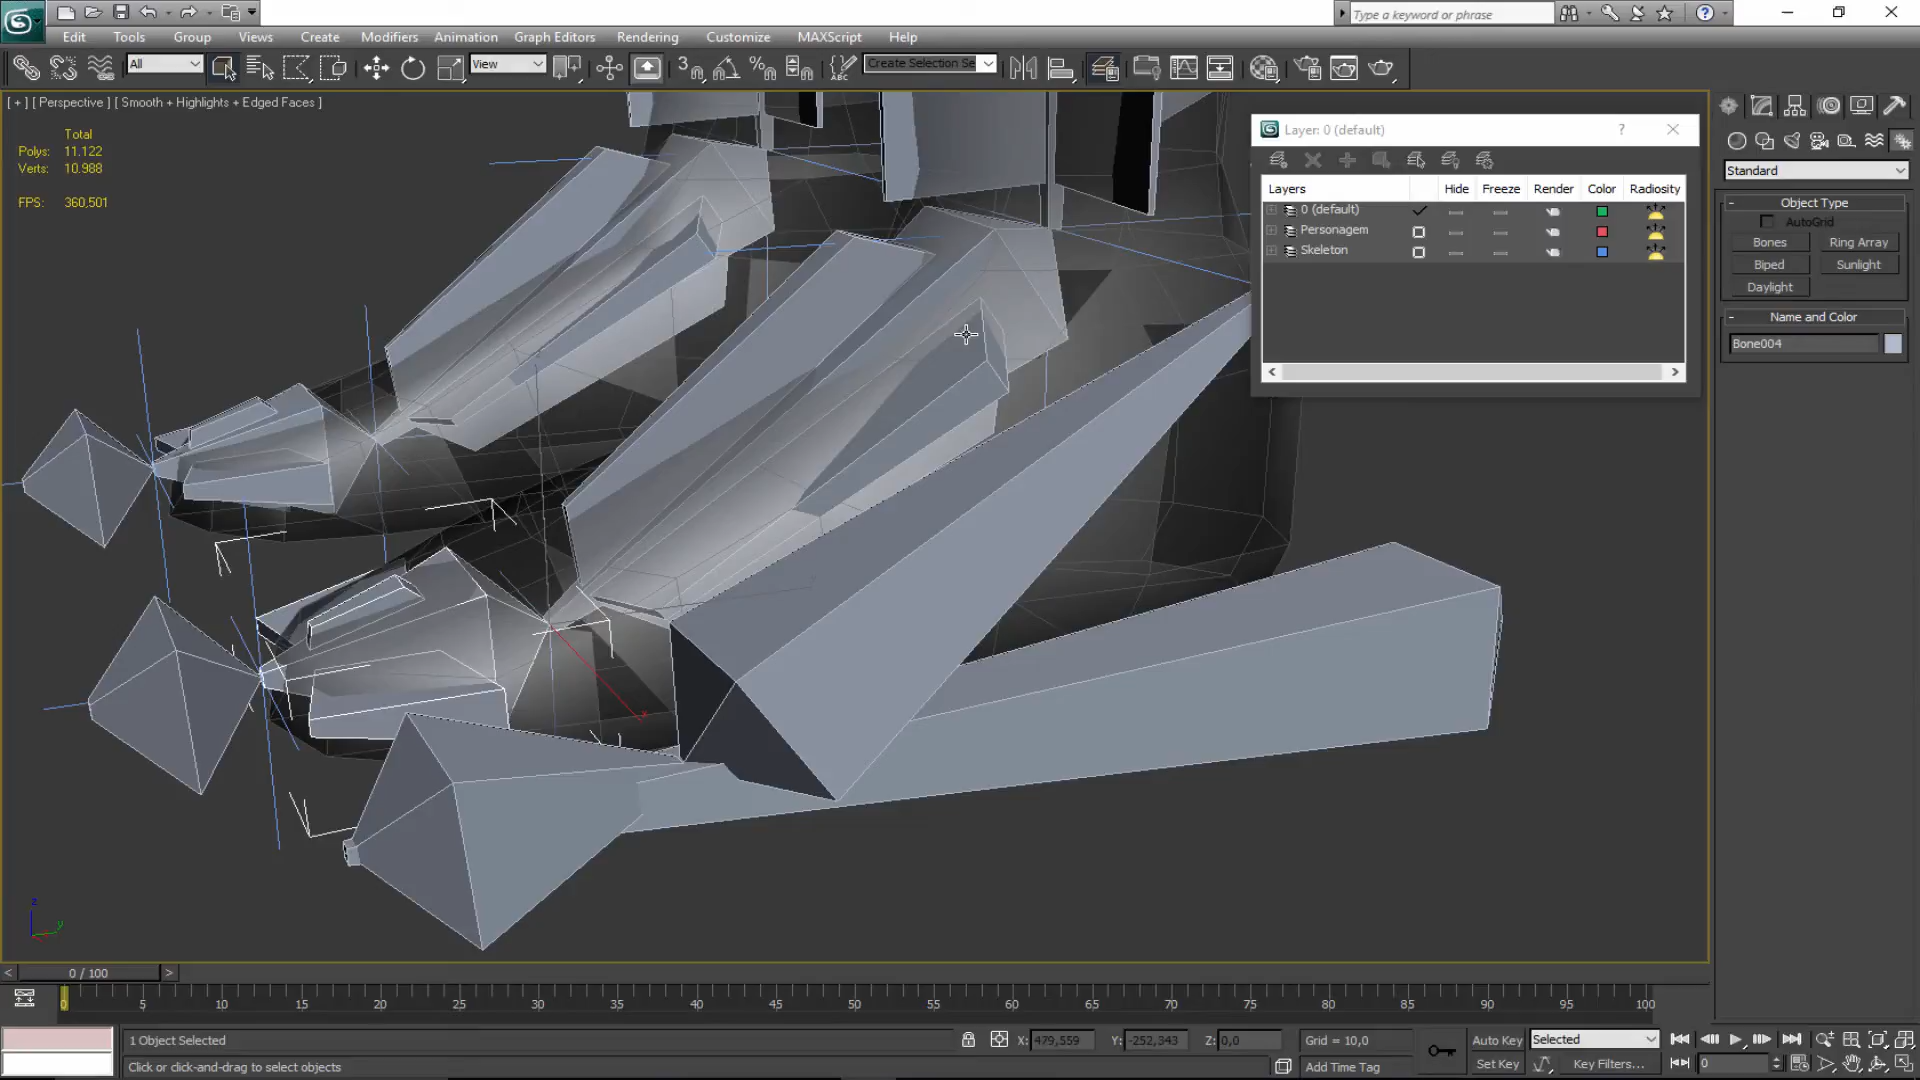 Type a keyword or phrase
Edit Tools Group Views Create Modifiers Animation Graph Editors Rendering Customize MAXScript Help
All View 3 Create Selection Se
[ + ] [ Perspective ] [ Smooth + Highlights + Edged Faces ]
Total
Polys: 11.122
Verts: 10.988
FPS: 360,501
Layer: 0 (default) ?
Layers Hide Freeze Render Color Radiosity
0 (default)
Personagem
Skeleton
Standard
- Object Type
AutoGrid
Bones Ring Array
Biped Sunlight
Daylight
- Name and Color
Bone004
x
z
y
< 0 / 100 >
0 5 10 15 20 25 30 35 40 45 50 55 60 65 70 75 80 85 90 95 100
1 Object Selected X: 479,559 Y: -252,343 Z: 0,0 Grid = 10,0 Auto Key Selected
Click or click-and-drag to select objects Add Time Tag Set Key Key Filters... 0